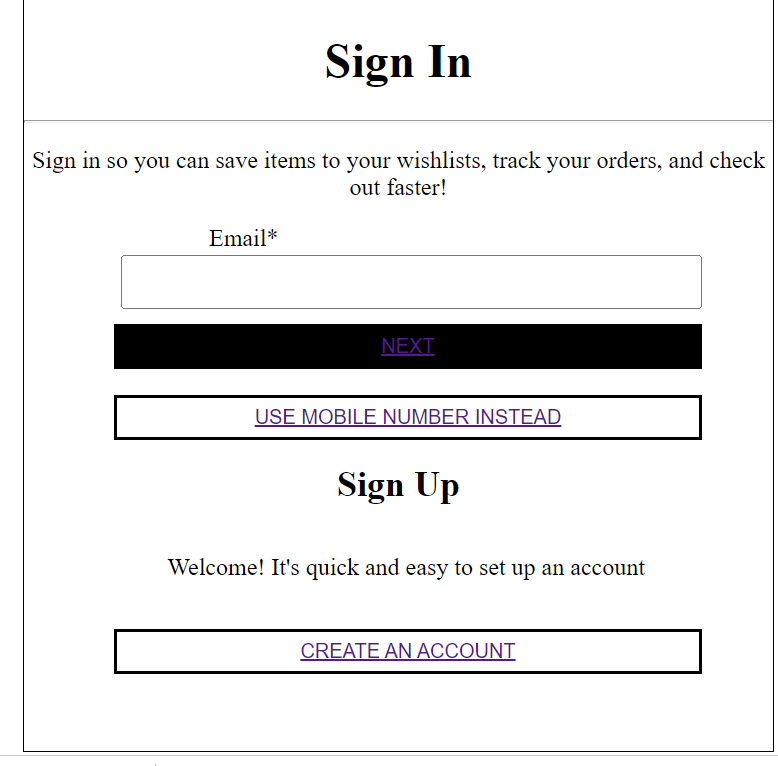 Sign In
Sign in so you can save items to your wishlists, track your orders, and check
out faster!
Email*
NEXT
USE MOBILE NUMBER INSTEAD
Sign Up
Welcome! It's quick and easy to set up an account
CREATE AN ACCOUNT